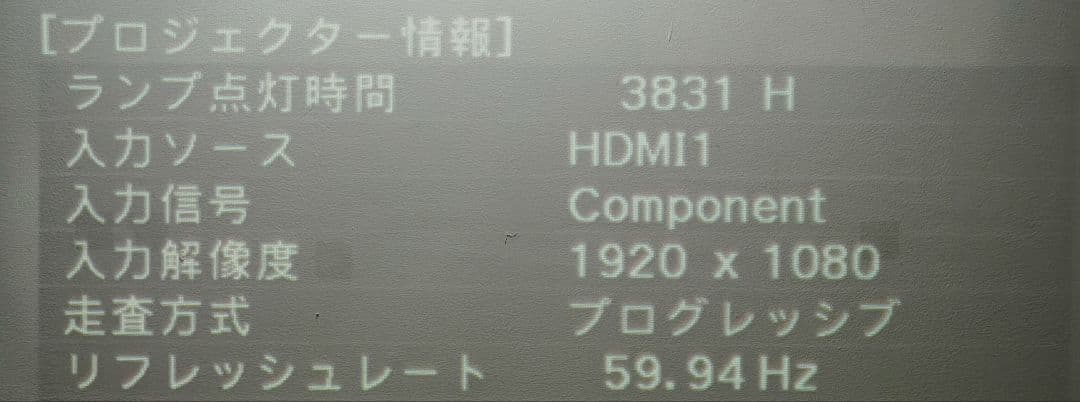 [プロジェクター情報]
ランプ点灯時間 3831 H
入力ソース HDMI1
入力信号 Component
入力解像度 1920 x 1080
走査方式 プログレッシブ
リフレッシュレート 59.94 Hz